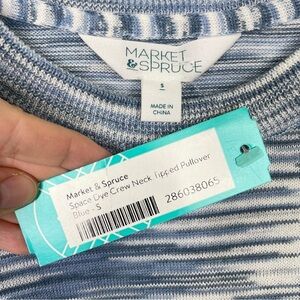 MARKET
&SPRUCE
S
MADE IN
CHINA
Market & Spruce
Space Dye Crew Neck Tipped Pullover
Blue - S
286038065